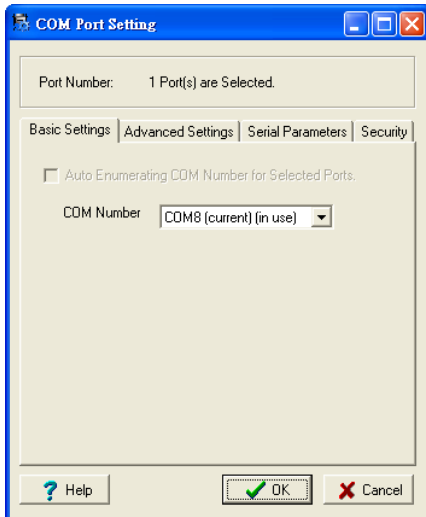 COM Port Setting
Port Number: 1 Port(s) are Selected.
Basic Settings Advanced Settings Serial Parameters Security
Auto Enumerating COM Number for Selected Ports.
COM Number COM8 (current) (in use)
? Help OK Cancel